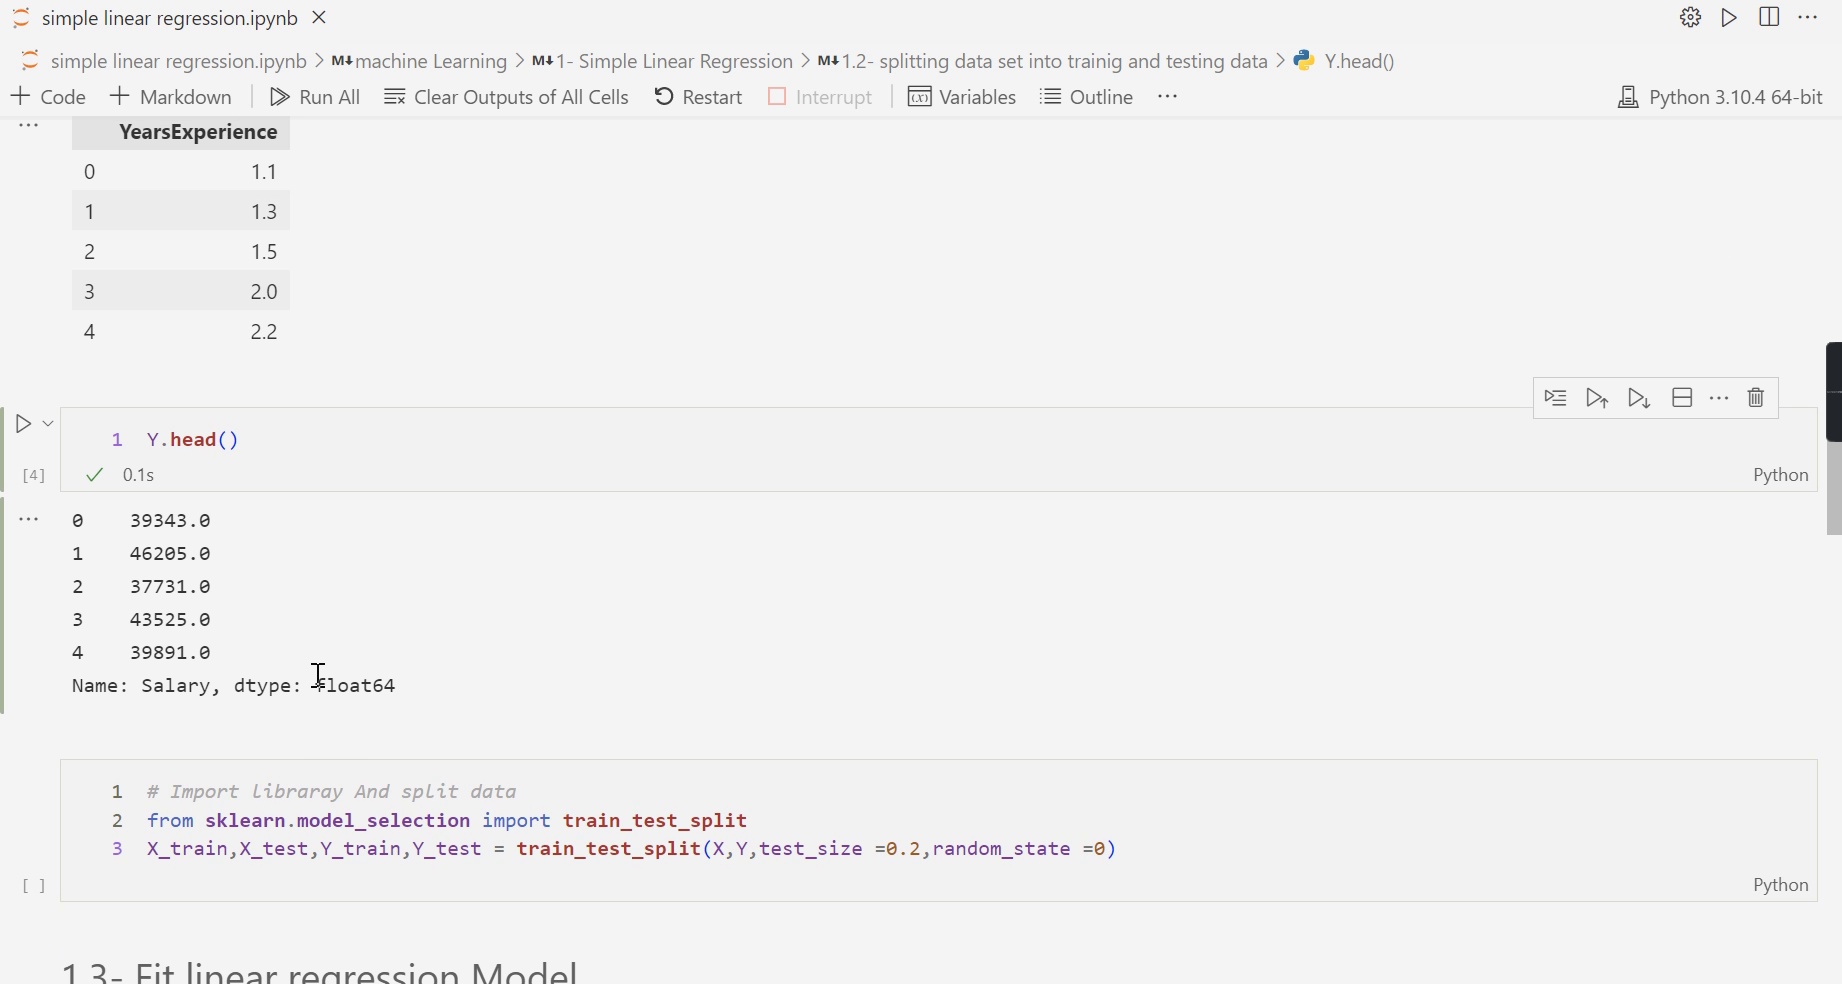 simple linear regression.ipynb
simple linear regression.ipynb > M↓machine Learning > M↓1- Simple Linear Regression > M↓1.2- splitting data set into trainig and testing data > Y.head()
+ Code + Markdown Run All Clear Outputs of All Cells Restart Interrupt Variables Outline ... Python 3.10.4 64-bit
YearsExperience
0 1.1
1 1.3
2 1.5
3 2.0
4 2.2
1 Y.head()
[4] 0.1s Python
0 39343.0
1 46205.0
2 37731.0
3 43525.0
4 39891.0
Name: Salary, dtype: float64
1 # Import libraray And split data
2 from sklearn.model_selection import train_test_split
3 X_train,X_test,Y_train,Y_test = train_test_split(X,Y,test_size =0.2,random_state =0)
[ ] Python
1.3- Fit linear regression Model